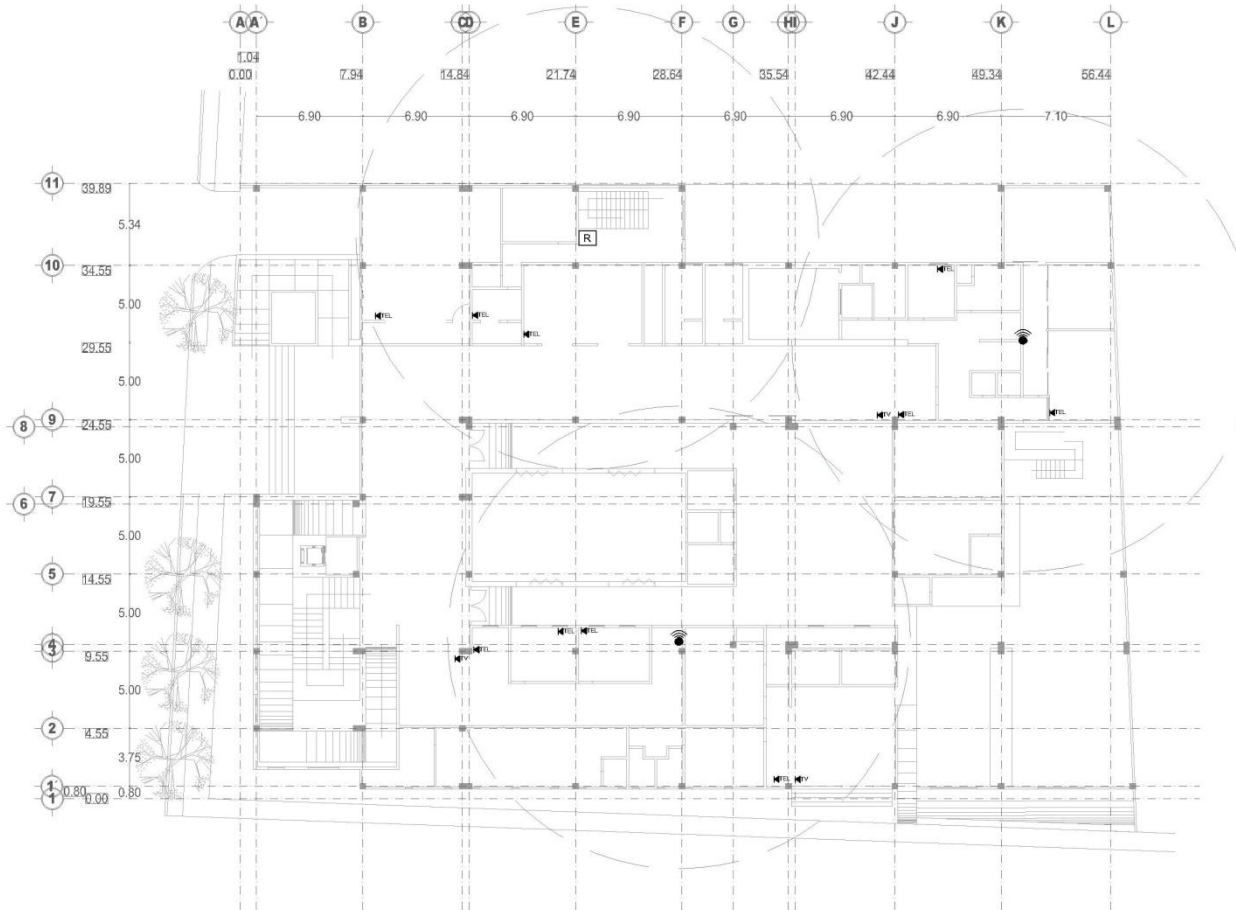 A A´ B C D E F G H I J K L
1.04
0.00 7.94 14.84 21.74 28.64 35.54 42.44 49.34 56.44
6.90 6.90 6.90 6.90 6.90 6.90 6.90 7.10
11 39.89
5.34
R
10 34.55
TEL
5.00
TEL TEL
TEL
29.55
5.00
9 24.55
TV TEL TEL
8
5.00
7 19.55
6
5.00
5 14.55
5.00
TEL TEL
4
3 9.55
TEL
TV
5.00
2 4.55
3.75
TEL TV
1´ 0.80 0.80
1 0.00